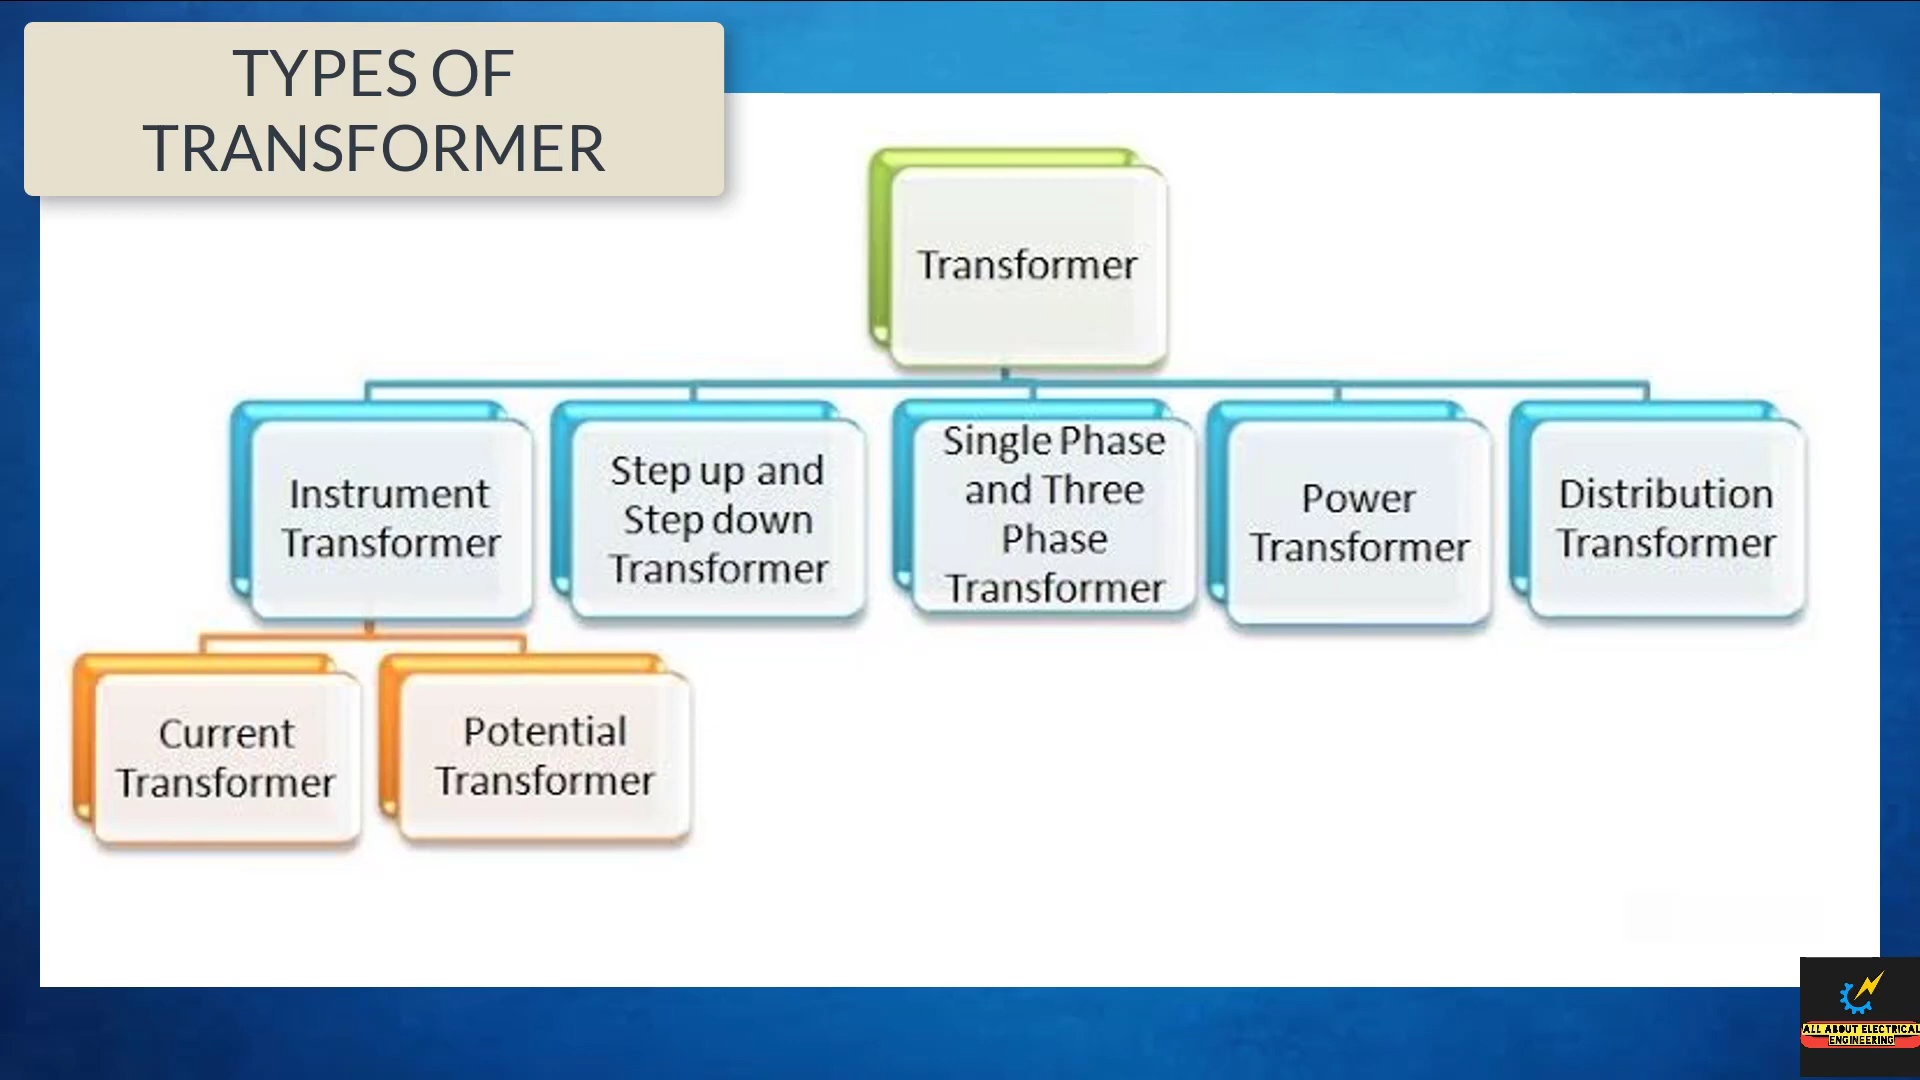 TYPES OF
TRANSFORMER
Transformer
Instrument
Transformer
Step up and
Step down
Transformer
Single Phase
and Three
Phase
Transformer
Power
Transformer
Distribution
Transformer
Current
Transformer
Potential
Transformer
ALL ABOUT ELECTRICAL
ENGINEERING